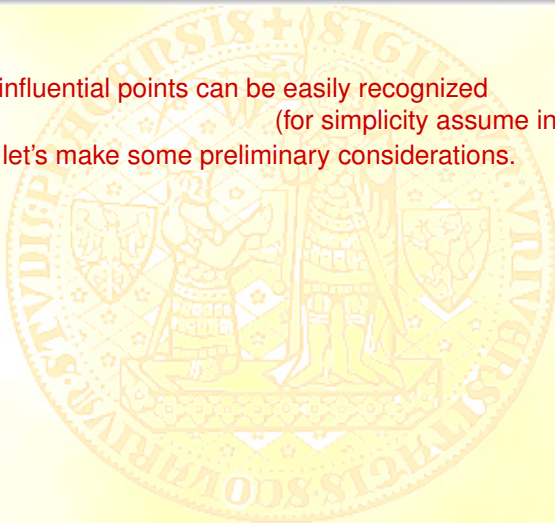 influential points can be easily recognized
(for simplicity assume in
let's make some preliminary considerations.